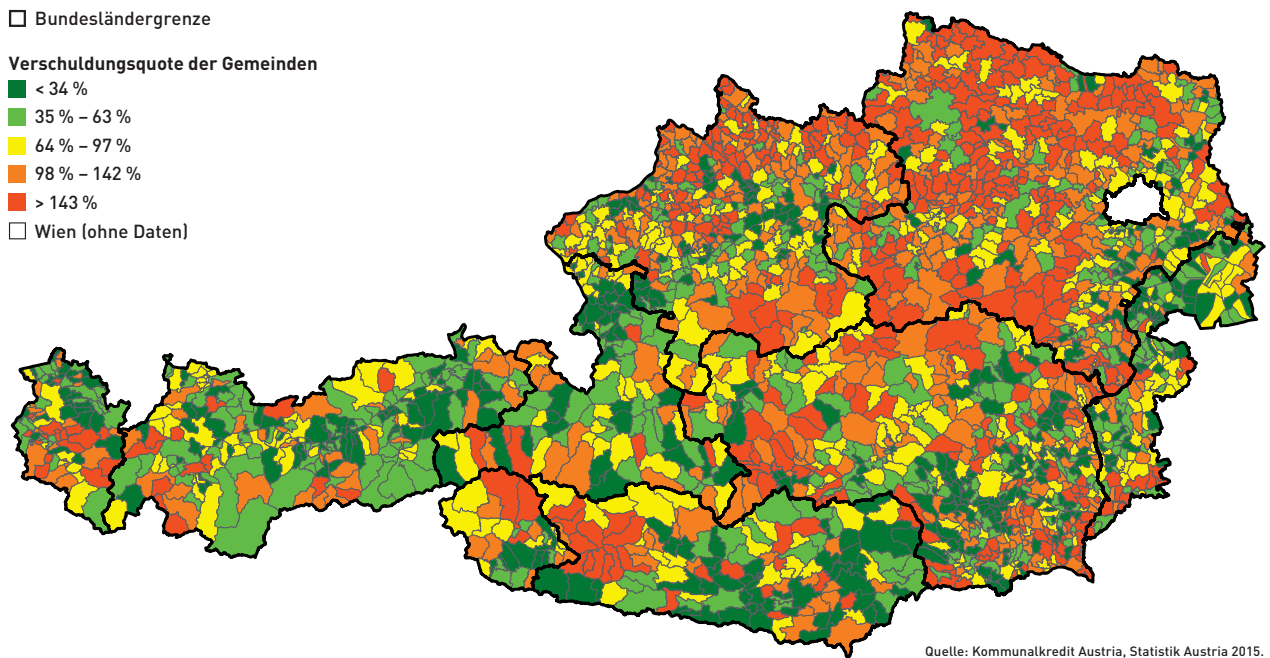 Bundesländergrenze
Verschuldungsquote der Gemeinden
< 34 %
35 % – 63 %
64 % – 97 %
98 % – 142 %
> 143 %
Wien (ohne Daten)
Quelle: Kommunalkredit Austria, Statistik Austria 2015.